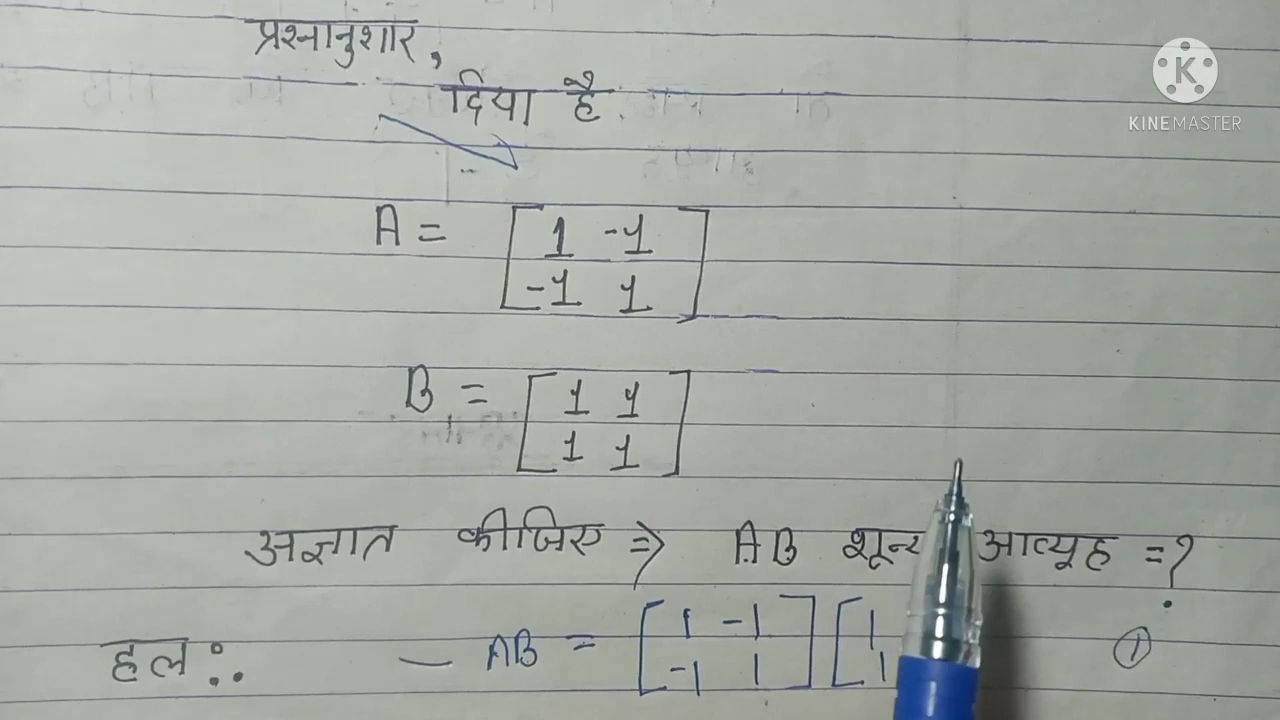 प्रश्नानुशार,
दिया है
A = [ 1 -1
-1 1 ]
B = [ 1 1
1 1 ]
अज्ञात कीजिए ⇒ AB शून्य आव्यूह = ?
हल :. — AB = [ 1 -1 ] [ 1
-1 1 1
①
K
KINEMASTER